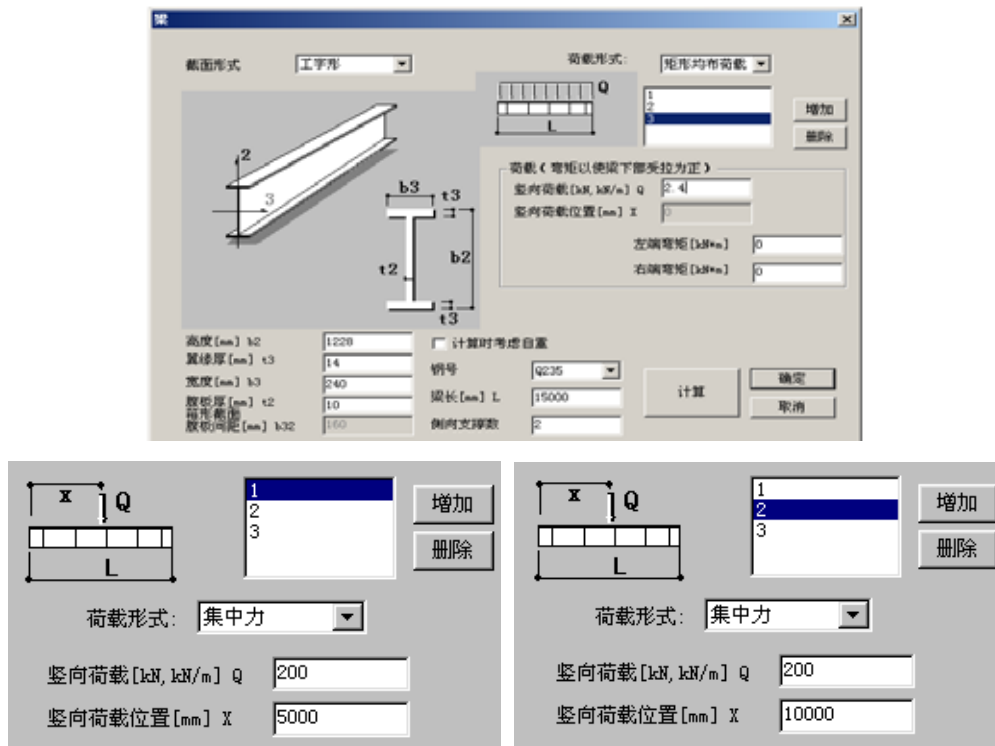 梁
截面形式 工字形 荷载形式: 矩形均布荷载
Q
L
1
2
3
增加
删除
2
3
b3
t3
b2
t2
t3
荷载(弯矩以使梁下部受拉为正)
竖向荷载[kN,kN/m] Q 2.4
竖向荷载位置[mm] X 0
左端弯矩[kN*m] 0
右端弯矩[kN*m] 0
高度[mm] b2 1228
翼缘厚[mm] t3 14
宽度[mm] b3 240
腹板厚[mm] t2 10
箱形截面
腹板间距[mm] b32 160
计算时考虑自重
钢号 Q235
梁长[mm] L 15000
侧向支撑数 2
计算
确定
取消
X Q
L
1
2
3
增加
删除
荷载形式: 集中力
竖向荷载[kN,kN/m] Q 200
竖向荷载位置[mm] X 5000
X Q
L
1
2
3
增加
删除
荷载形式: 集中力
竖向荷载[kN,kN/m] Q 200
竖向荷载位置[mm] X 10000